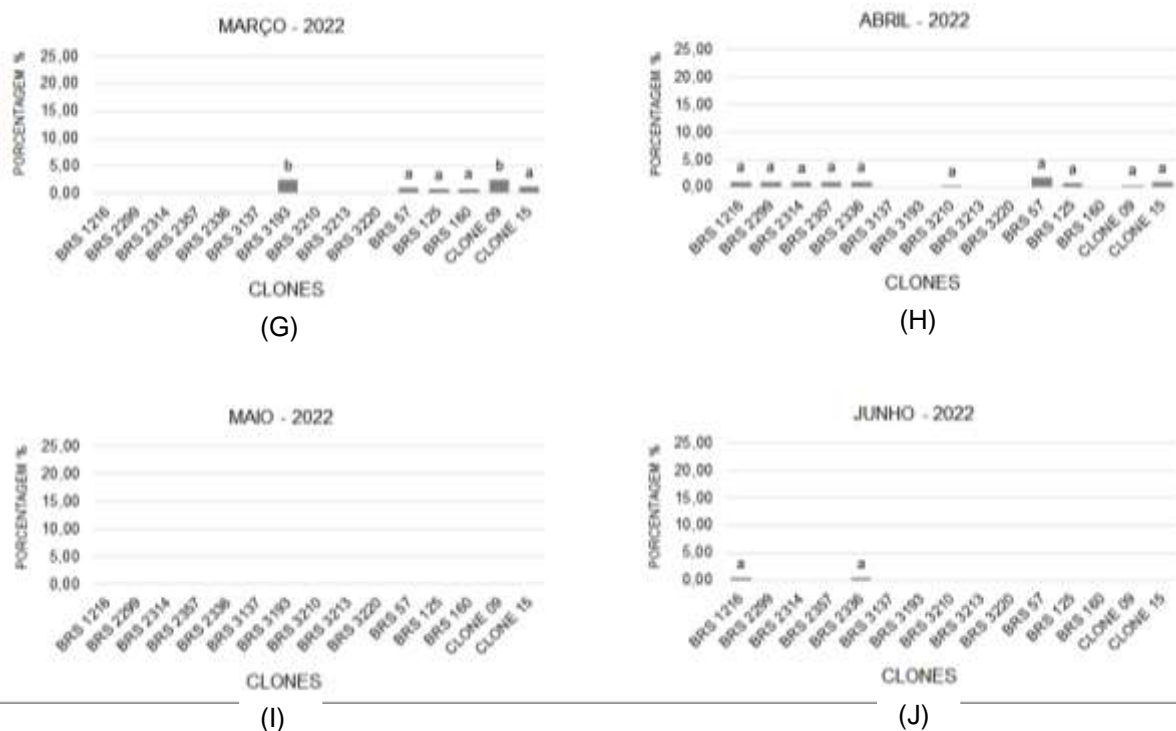 MARÇO - 2022
PORCENTAGEM %
25,00
20,00
15,00
10,00
5,00
0,00
b a a a b a
BRS 1216 BRS 2299 BRS 2314 BRS 2357 BRS 2336 BRS 3137 BRS 3193 BRS 3210 BRS 3213 BRS 3220 BRS 57 BRS 125 BRS 160 CLONE 09 CLONE 15
CLONES
(G)
ABRIL - 2022
PORCENTAGEM %
25,00
20,00
15,00
10,00
5,00
0,00
a a a a a a a a a a
BRS 1216 BRS 2299 BRS 2314 BRS 2357 BRS 2336 BRS 3137 BRS 3193 BRS 3210 BRS 3213 BRS 3220 BRS 57 BRS 125 BRS 160 CLONE 09 CLONE 15
CLONES
(H)
MAIO - 2022
PORCENTAGEM %
25,00
20,00
15,00
10,00
5,00
0,00
BRS 1216 BRS 2299 BRS 2314 BRS 2357 BRS 2336 BRS 3137 BRS 3193 BRS 3210 BRS 3213 BRS 3220 BRS 57 BRS 125 BRS 160 CLONE 09 CLONE 15
CLONES
(I)
JUNHO - 2022
PORCENTAGEM %
25,00
20,00
15,00
10,00
5,00
0,00
a a
BRS 1216 BRS 2299 BRS 2314 BRS 2357 BRS 2336 BRS 3137 BRS 3193 BRS 3210 BRS 3213 BRS 3220 BRS 57 BRS 125 BRS 160 CLONE 09 CLONE 15
CLONES
(J)